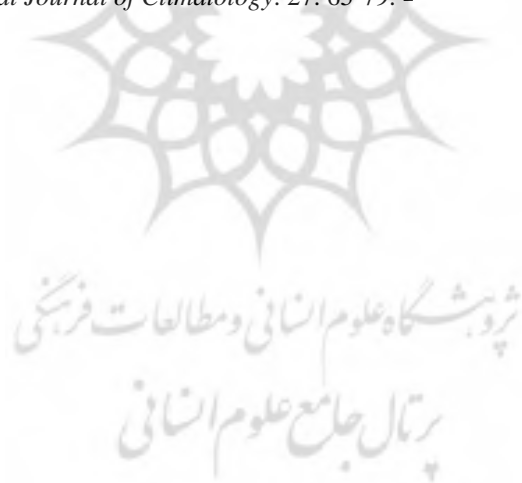 al Journal of Climatology. 27: 65-79. -
پژوهشگاه علوم انسانی و مطالعات فرهنگی
پرتال جامع علوم انسانی